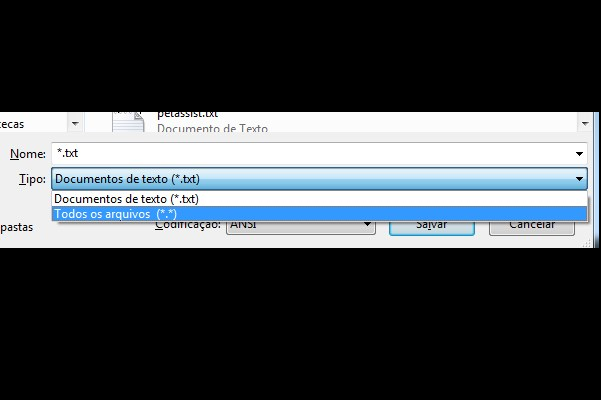 petassist.txt
tecas
Documento de Texto
Nome: *.txt
Tipo: Documentos de texto (*.txt)
Documentos de texto (*.txt)
Todos os arquivos (*.*)
pastas
Codificação: ANSI
Salvar
Cancelar